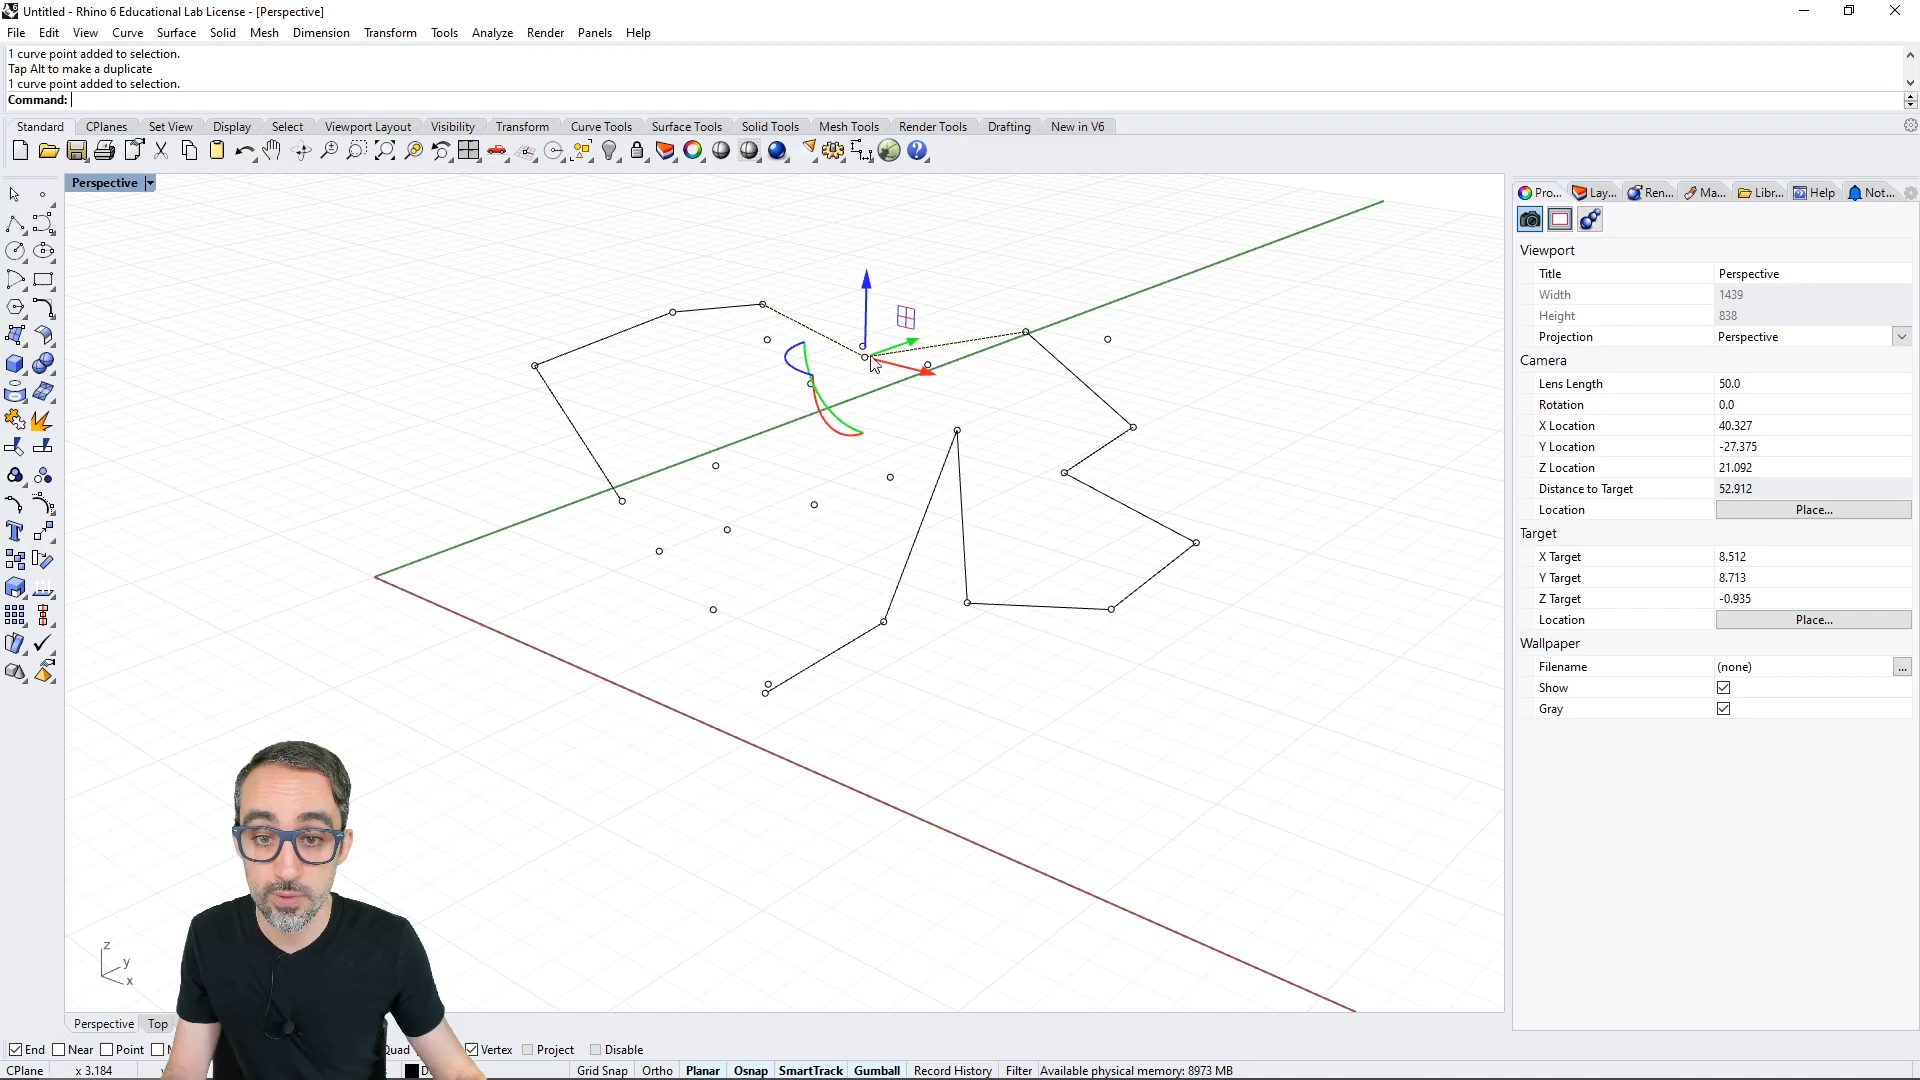 Untitled - Rhino 6 Educational Lab License - [Perspective]
File Edit View Curve Surface Solid Mesh Dimension Transform Tools Analyze Render Panels Help
1 curve point added to selection.
Tap Alt to make a duplicate
1 curve point added to selection.
Command:
Standard CPlanes Set View Display Select Viewport Layout Visibility Transform Curve Tools Surface Tools Solid Tools Mesh Tools Render Tools Drafting New in V6
Perspective
Pro... Lay... Ren... Ma... Libr... Help Not...
Viewport
Title Perspective
Width 1439
Height 838
Projection Perspective
Camera
Lens Length 50.0
Rotation 0.0
X Location 40.327
Y Location -27.375
Z Location 21.092
Distance to Target 52.912
Location Place...
Target
X Target 8.512
Y Target 8.713
Z Target -0.935
Location Place...
Wallpaper
Filename (none) ...
Show
Gray
z
y
x
Perspective Top
End Near Point Quad Vertex Project Disable
CPlane x 3.184 Grid Snap Ortho Planar Osnap SmartTrack Gumball Record History Filter Available physical memory: 8973 MB